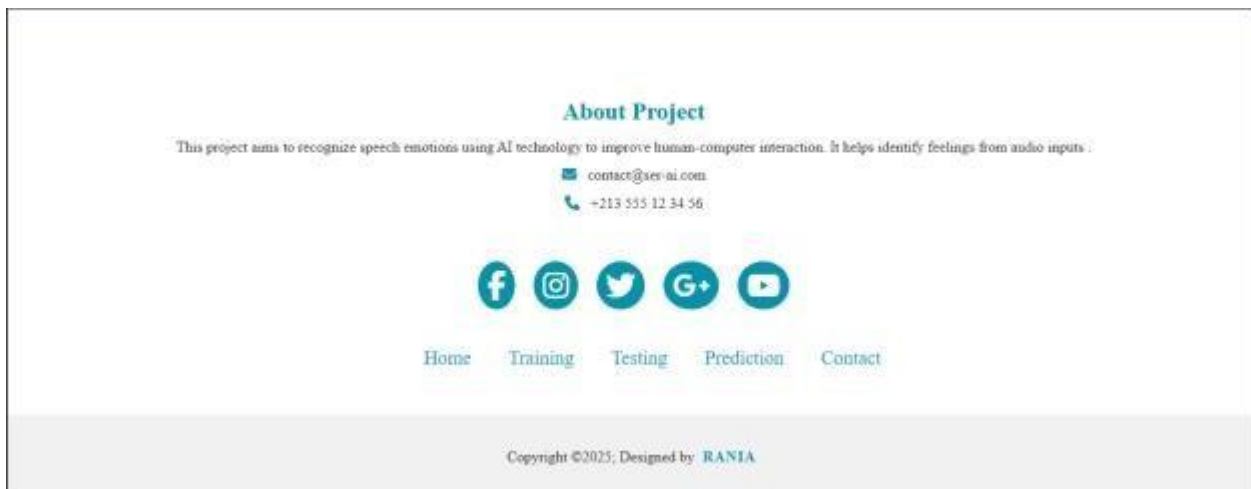 About Project
This project aims to recognize speech emotions using AI technology to improve human-computer interaction. It helps identify feelings from audio inputs .
contact@ser-ai.com
+213 555 12 34 56
f G+
Home Training Testing Prediction Contact
Copyright ©2025; Designed by RANIA